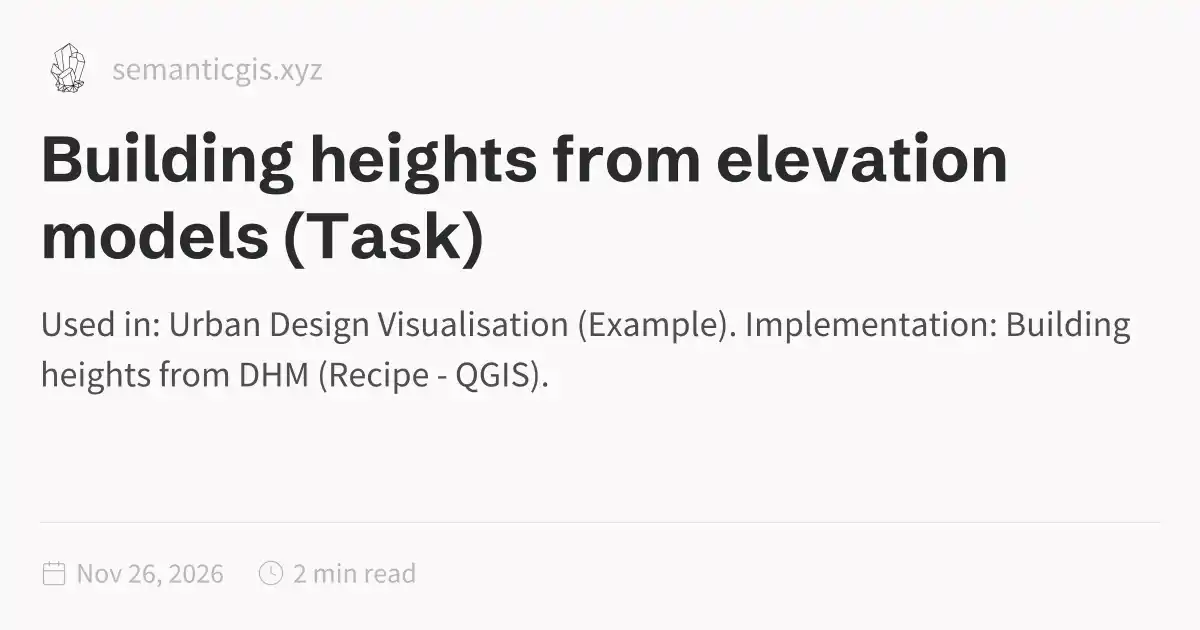 semanticgis.xyz
Building heights from elevation
models (Task)
Used in: Urban Design Visualisation (Example). Implementation: Building
heights from DHM (Recipe - QGIS).
Nov 26, 2026 2 min read